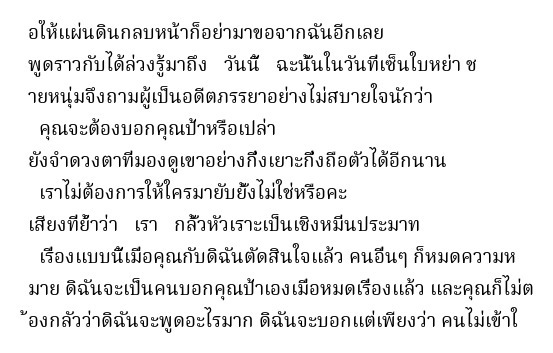 อให้แผ่นดินกลบหน้าก็อย่ามาขอจากฉันอีกเลย
พูดราวกับได้ล่วงรู้มาถึง วันนี้ ฉะนั้นในวันที่เซ็นใบหย่า ช
ายหนุ่มจึงถามผู้เป็นอดีตภรรยาอย่างไม่สบายใจนักว่า
คุณจะต้องบอกคุณป้าหรือเปล่า
ยังจำดวงตาที่มองดูเขาอย่างกึ่งเยาะกึ่งถือตัวได้อีกนาน
เราไม่ต้องการให้ใครมายับยั้งไม่ใช่หรือคะ
เสียงที่ย้ำว่า เรา กลั้วหัวเราะเป็นเชิงหมิ่นประมาท
เรื่องแบบนี้เมื่อคุณกับดิฉันตัดสินใจแล้ว คนอื่นๆ ก็หมดความห
มาย ดิฉันจะเป็นคนบอกคุณป้าเองเมื่อหมดเรื่องแล้ว และคุณก็ไม่ต
้องกลัวว่าดิฉันจะพูดอะไรมาก ดิฉันจะบอกแต่เพียงว่า คนไม่เข้าใ